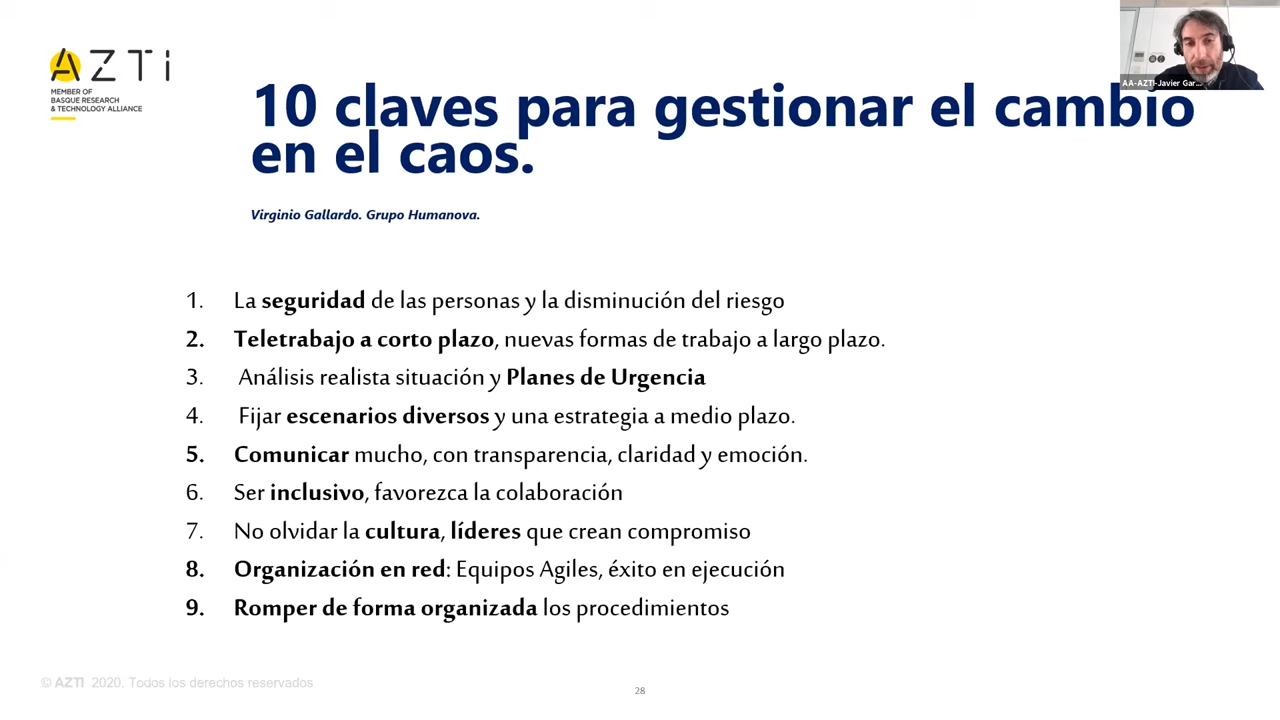 AZTi
MEMBER OF
BASQUE RESEARCH
& TECHNOLOGY ALLIANCE
AA-AZTI-Javier Gar...
10 claves para gestionar el cambio
en el caos.
Virginio Gallardo. Grupo Humanova.
1. La seguridad de las personas y la disminución del riesgo
2. Teletrabajo a corto plazo, nuevas formas de trabajo a largo plazo.
3. Análisis realista situación y Planes de Urgencia
4. Fijar escenarios diversos y una estrategia a medio plazo.
5. Comunicar mucho, con transparencia, claridad y emoción.
6. Ser inclusivo, favorezca la colaboración
7. No olvidar la cultura, líderes que crean compromiso
8. Organización en red: Equipos Agiles, éxito en ejecución
9. Romper de forma organizada los procedimientos
© AZTI 2020. Todos los derechos reservados
28